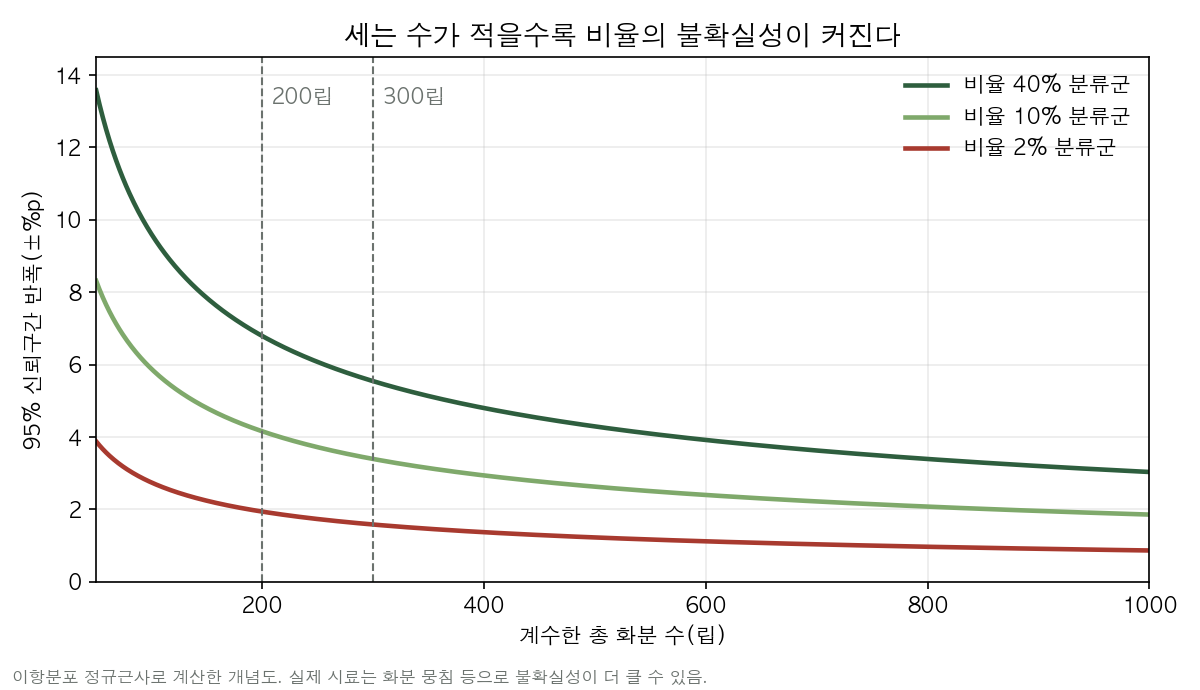 세는 수가 적을수록 비율의 불확실성이 커진다
200립
300립
비율 40% 분류군
비율 10% 분류군
비율 2% 분류군
95% 신뢰구간 반폭(±%p)
14
12
10
8
6
4
2
0
200
400
600
800
1000
계수한 총 화분 수(립)
이항분포 정규근사로 계산한 개념도. 실제 시료는 화분 뭉침 등으로 불확실성이 더 클 수 있음.